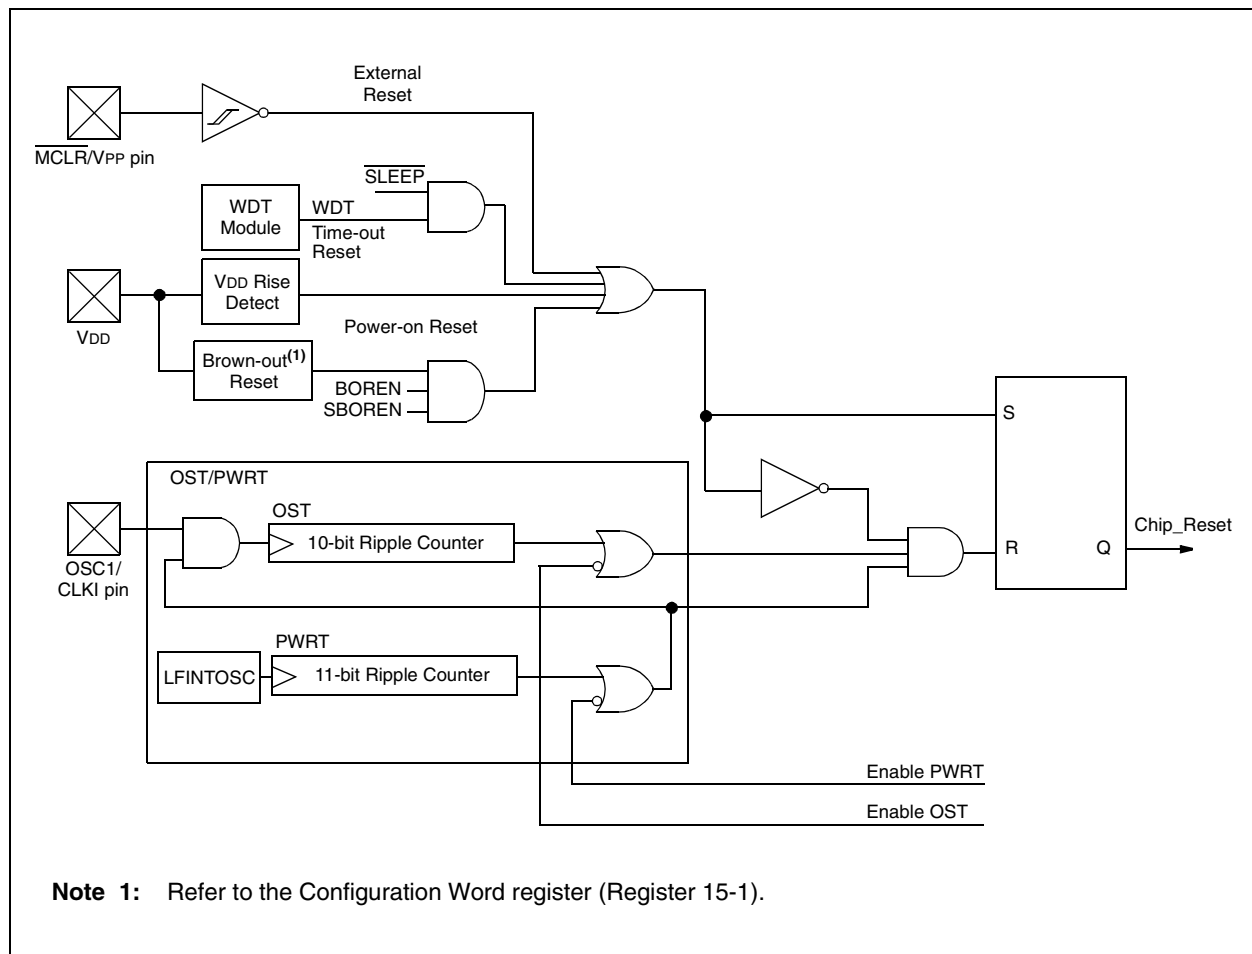 External
Reset
MCLR/VPP pin
SLEEP
WDT
Module
WDT
Time-out
Reset
VDD Rise
Detect
VDD
Power-on Reset
Brown-out(1)
Reset
BOREN
SBOREN
S
OST/PWRT
OST
10-bit Ripple Counter
OSC1/
CLKI pin
Chip_Reset
R
Q
PWRT
LFINTOSC
11-bit Ripple Counter
Enable PWRT
Enable OST
Note 1: Refer to the Configuration Word register (Register 15-1).